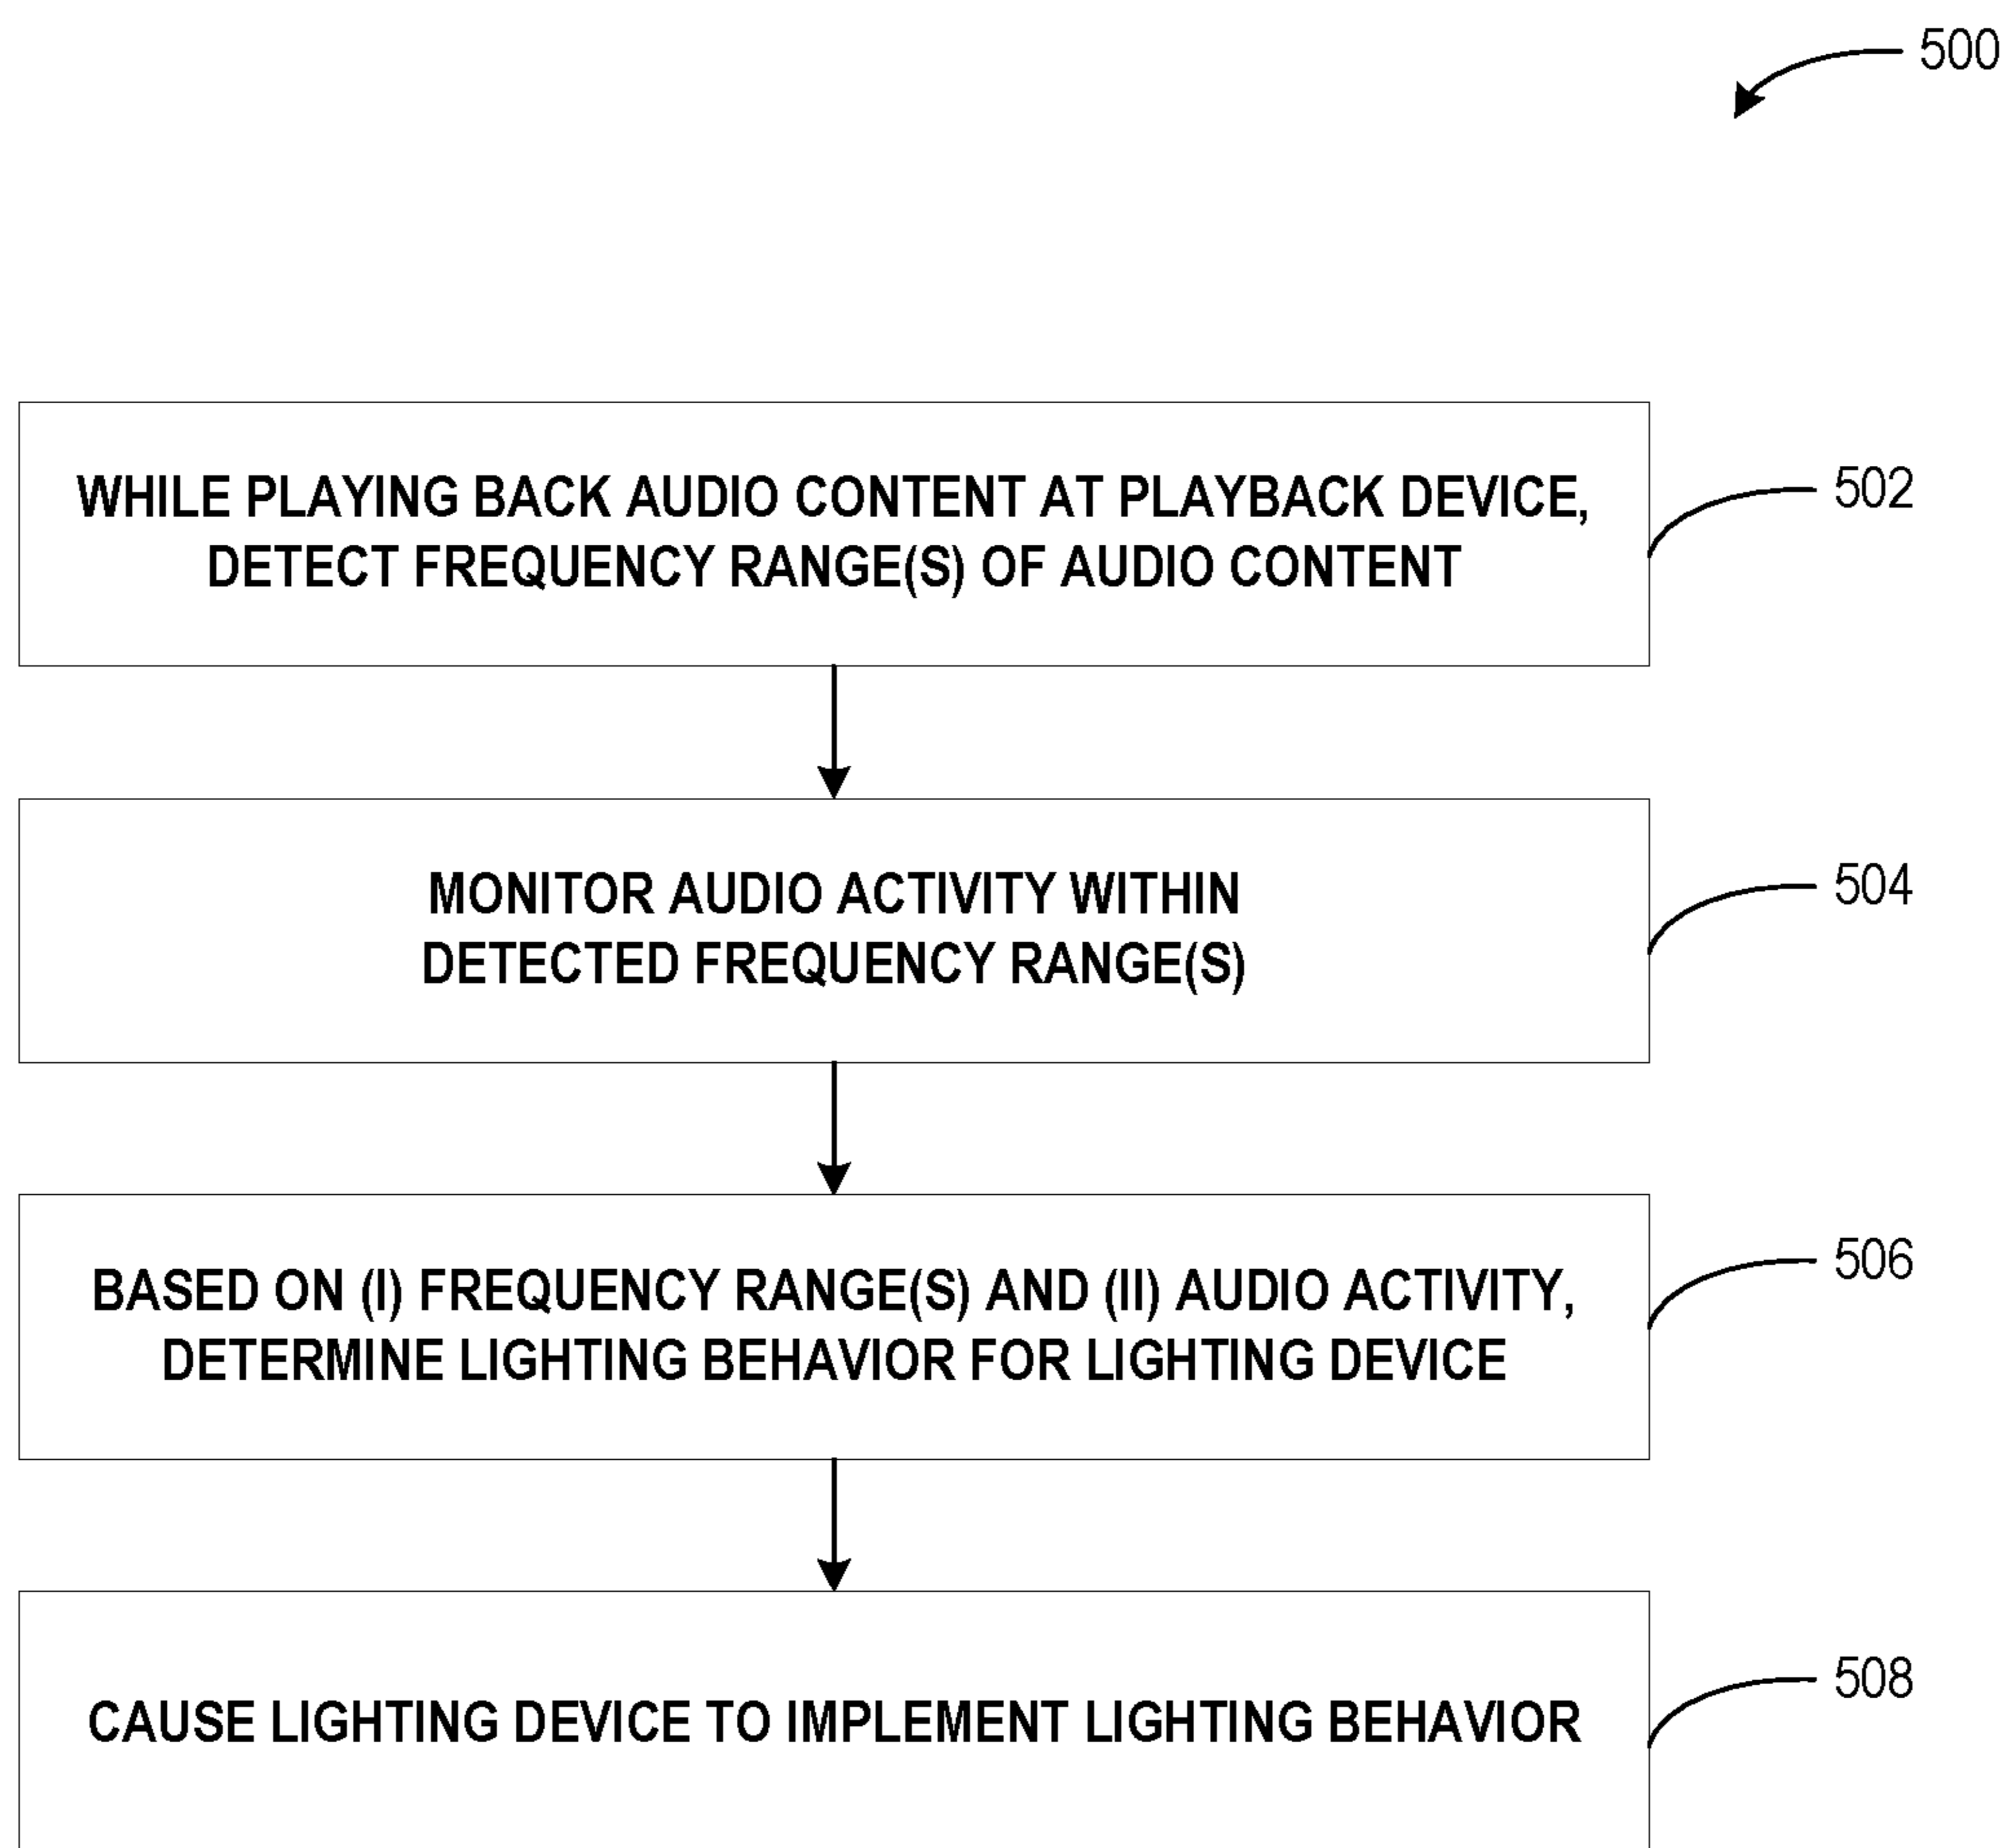 500
WHILE PLAYING BACK AUDIO CONTENT AT PLAYBACK DEVICE,
DETECT FREQUENCY RANGE(S) OF AUDIO CONTENT
502
MONITOR AUDIO ACTIVITY WITHIN
DETECTED FREQUENCY RANGE(S)
504
BASED ON (I) FREQUENCY RANGE(S) AND (II) AUDIO ACTIVITY,
DETERMINE LIGHTING BEHAVIOR FOR LIGHTING DEVICE
506
CAUSE LIGHTING DEVICE TO IMPLEMENT LIGHTING BEHAVIOR
508